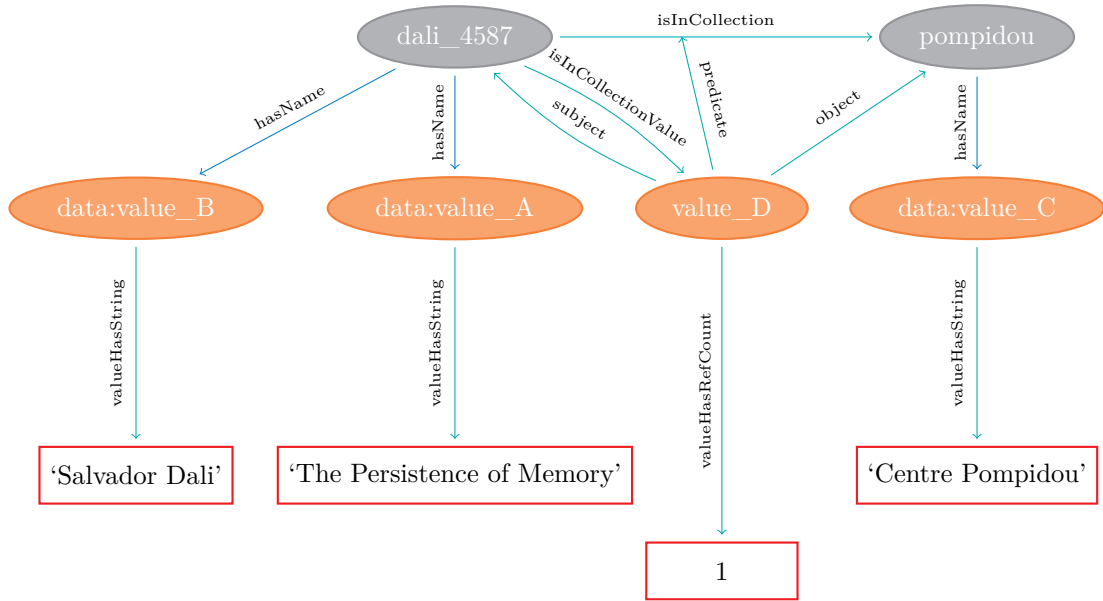 dali_4587
isInCollection
pompidou
hasName
hasName
isInCollectionValue
subject
predicate
object
hasName
data:value_B
data:value_A
value_D
data:value_C
valueHasString
valueHasString
valueHasRefCount
valueHasString
‘Salvador Dali’
‘The Persistence of Memory’
‘Centre Pompidou’
1